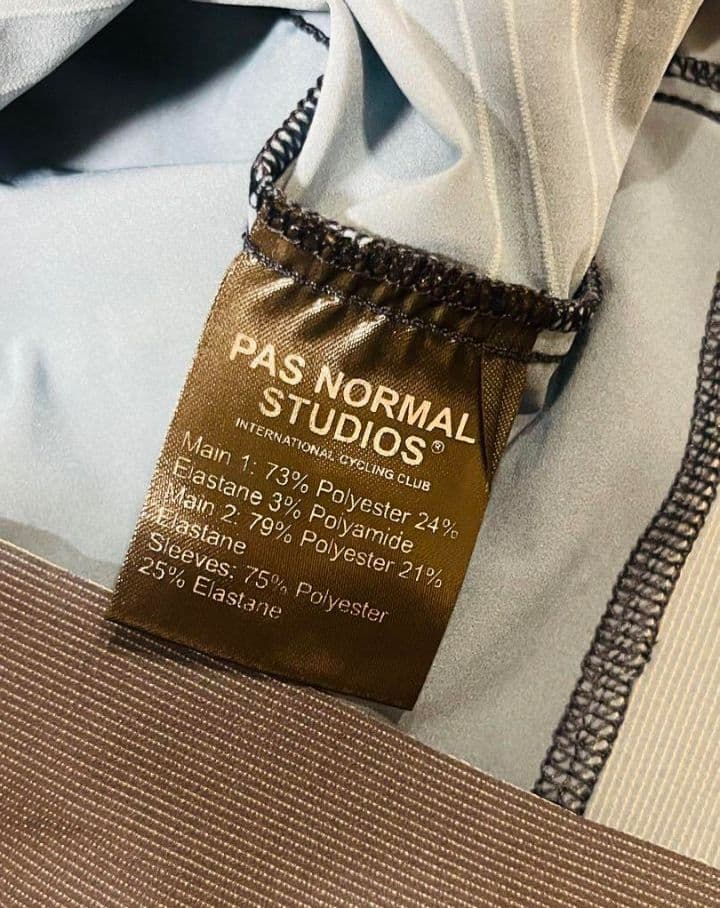 PAS NORMAL
STUDIOS®
INTERNATIONAL CYCLING CLUB
Main 1: 73% Polyester 24%
Elastane 3% Polyamide
Main 2: 79% Polyester 21%
Elastane
Sleeves: 75% Polyester
25% Elastane